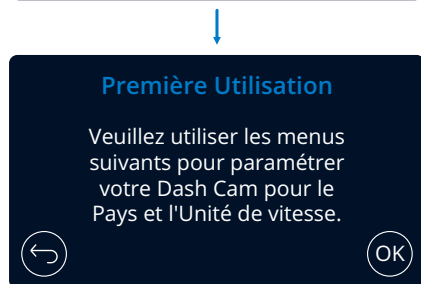 Première Utilisation
Veuillez utiliser les menus
suivants pour paramétrer
votre Dash Cam pour le
Pays et l'Unité de vitesse.
OK